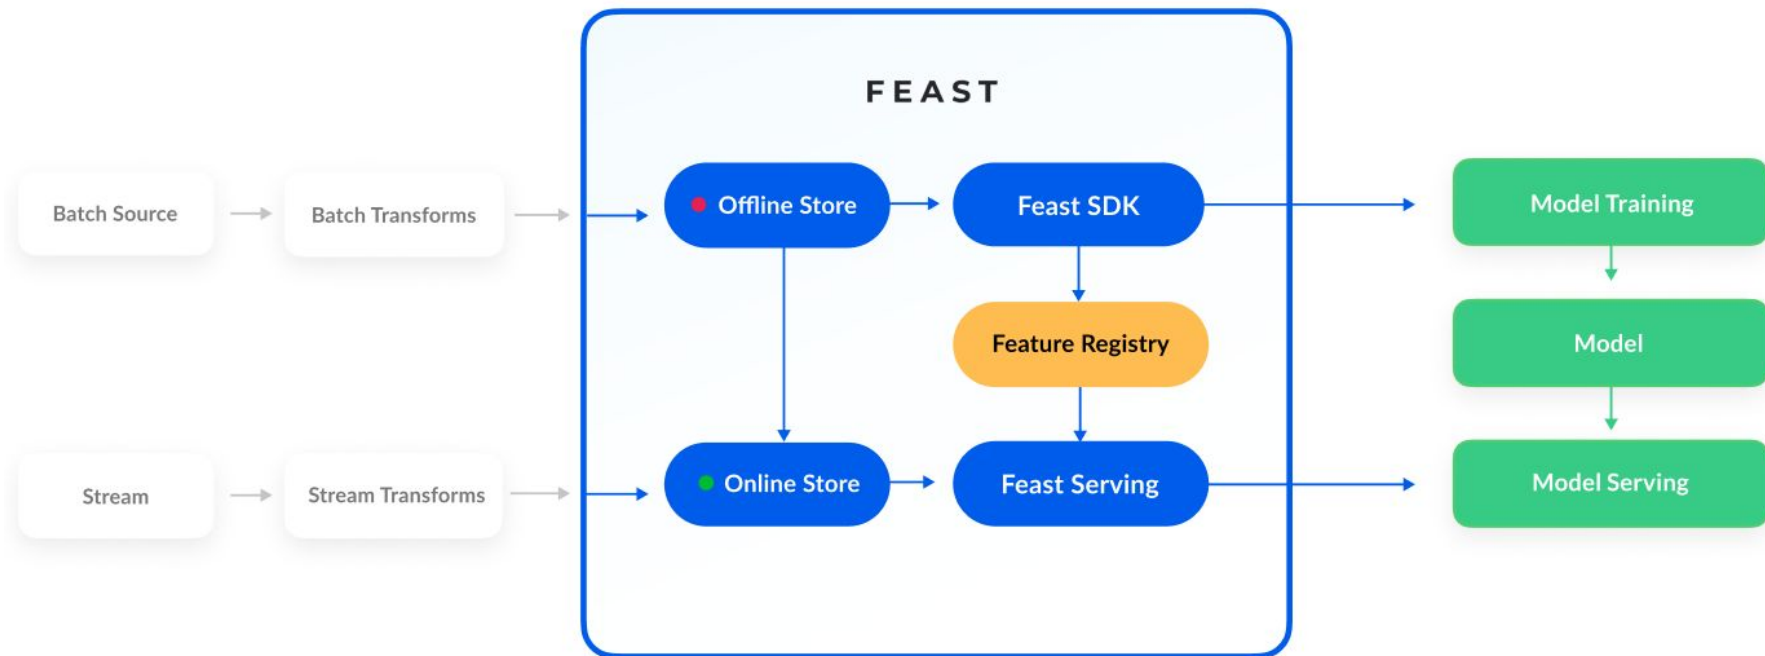 FEAST
Batch Source
Batch Transforms
Offline Store
Feast SDK
Model Training
Feature Registry
Model
Stream
Stream Transforms
Online Store
Feast Serving
Model Serving